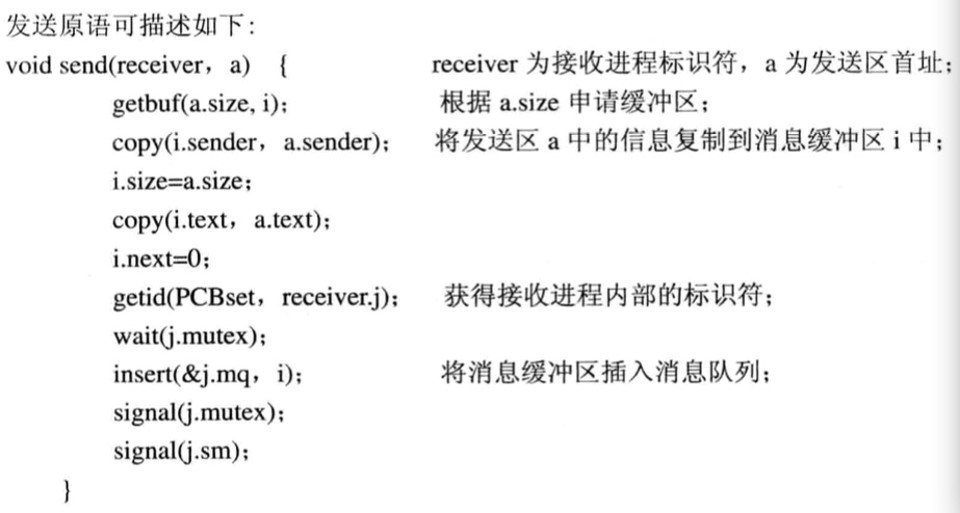 发送原语可描述如下：
void send(receiver，a) { receiver 为接收进程标识符，a 为发送区首址；
getbuf(a.size, i)； 根据 a.size 申请缓冲区；
copy(i.sender，a.sender)； 将发送区 a 中的信息复制到消息缓冲区 i 中；
i.size=a.size；
copy(i.text，a.text)；
i.next=0；
getid(PCBset，receiver.j)； 获得接收进程内部的标识符；
wait(j.mutex)；
insert(&j.mq，i)； 将消息缓冲区插入消息队列；
signal(j.mutex)；
signal(j.sm)；
}